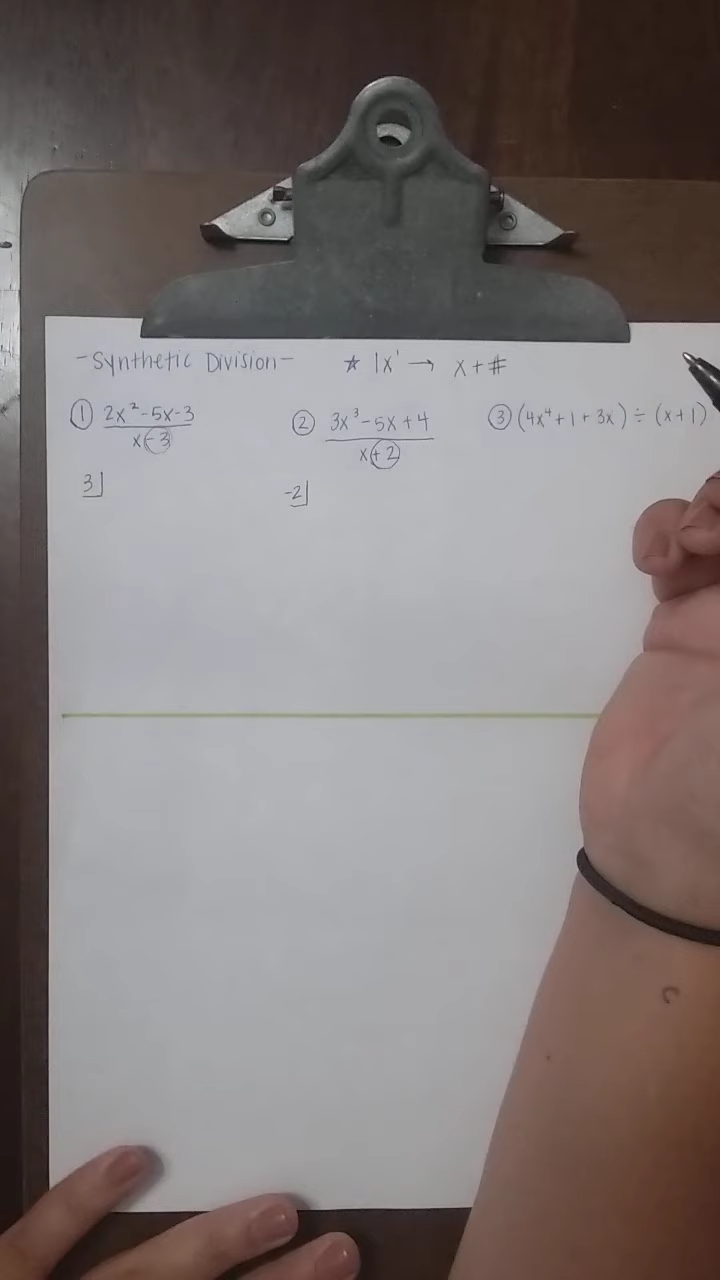 -Synthetic Division- ☆ 1x¹ → x+#
① 2x²-5x-3 ② 3x³-5x+4 ③ (4x⁴+1+3x) ÷ (x+1)
x-3 x+2
3 -2